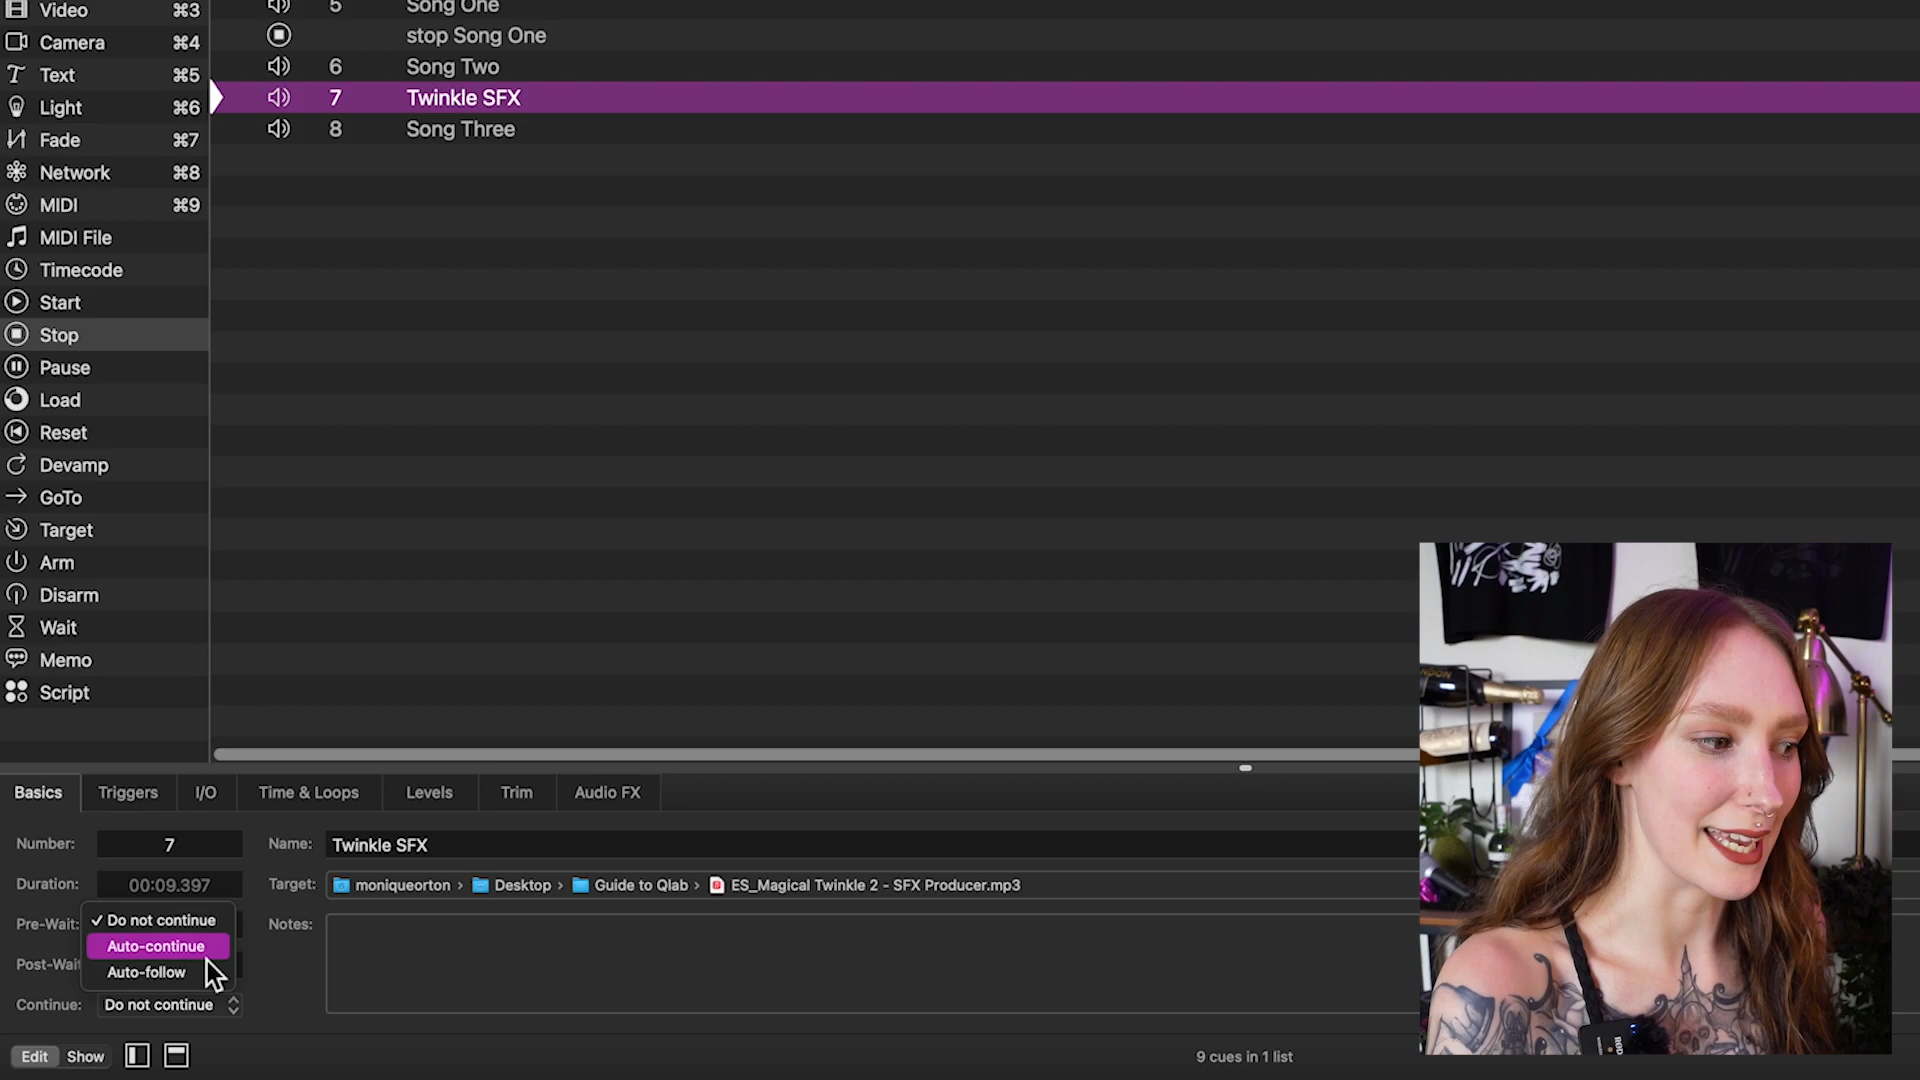 Video ⌘3
Camera ⌘4
Text ⌘5
Light ⌘6
Fade ⌘7
Network ⌘8
MIDI ⌘9
MIDI File
Timecode
Start
Stop
Pause
Load
Reset
Devamp
GoTo
Target
Arm
Disarm
Wait
Memo
Script
5 Song One
stop Song One
6 Song Two
7 Twinkle SFX
8 Song Three
Basics Triggers I/O Time & Loops Levels Trim Audio FX
Number: 7 Name: Twinkle SFX
Duration: 00:09.397 Target: moniqueorton › Desktop › Guide to Qlab › ES_Magical Twinkle 2 - SFX Producer.mp3
Pre-Wait: ✓ Do not continue Notes:
Auto-continue
Post-Wait Auto-follow
Continue: Do not continue
Edit Show 9 cues in 1 list